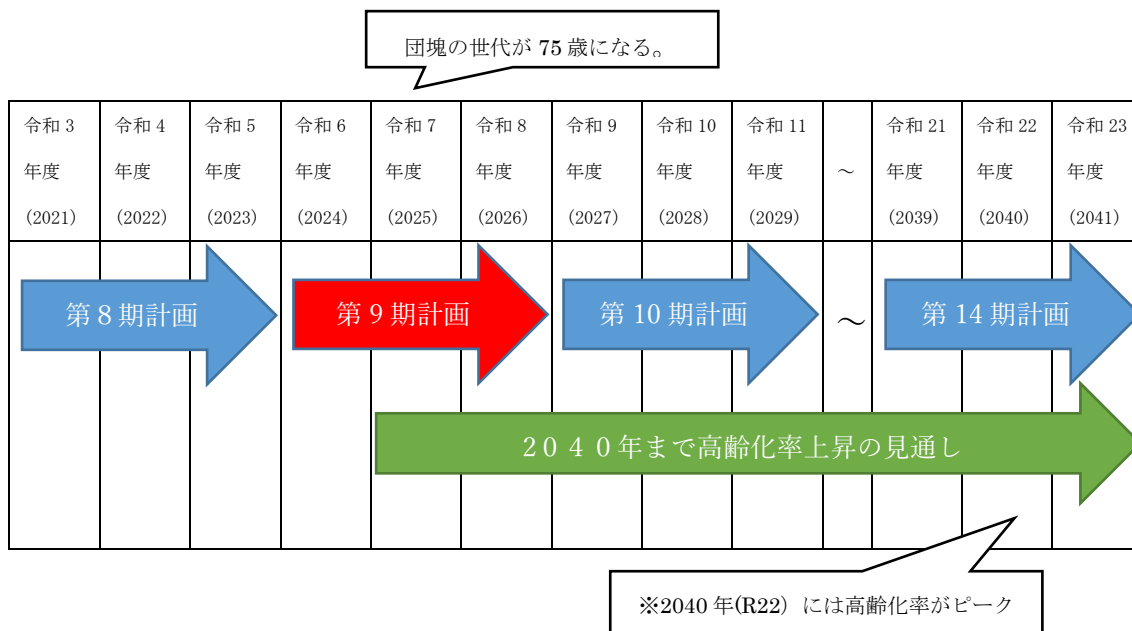 団塊の世代が 75 歳になる。
令和 3 令和 4 令和 5 令和 6 令和 7 令和 8 令和 9 令和 10 令和 11 令和 21 令和 22 令和 23
年度 年度 年度 年度 年度 年度 年度 年度 年度 ～ 年度 年度 年度
(2021) (2022) (2023) (2024) (2025) (2026) (2027) (2028) (2029) (2039) (2040) (2041)
第８期計画 第９期計画 第 10 期計画 ～ 第 14 期計画
２０４０年まで高齢化率上昇の見通し
※2040 年(R22）には高齢化率がピーク